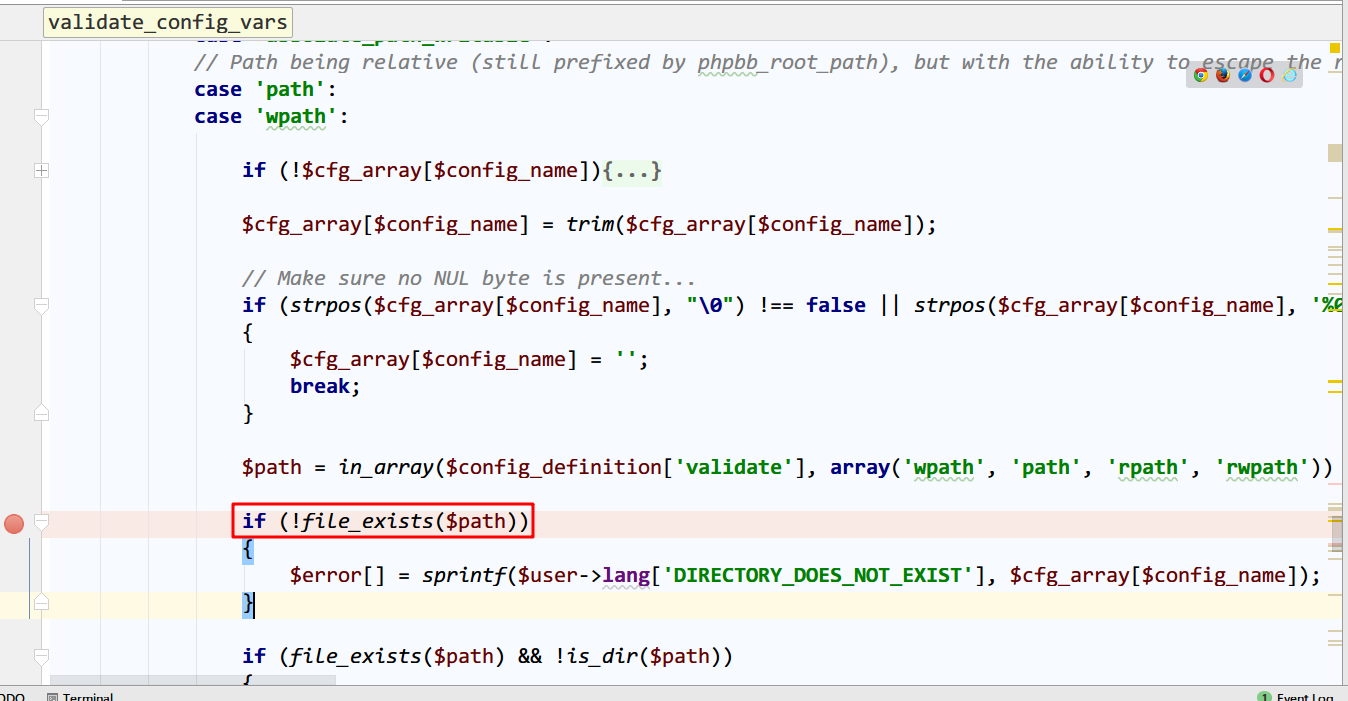 validate_config_vars
// Path being relative (still prefixed by phpbb_root_path), but with the ability to escape the
case 'path':
case 'wpath':
if (!$cfg_array[$config_name]){...}
$cfg_array[$config_name] = trim($cfg_array[$config_name]);
// Make sure no NUL byte is present...
if (strpos($cfg_array[$config_name], "\0") !== false || strpos($cfg_array[$config_name], '%0
{
$cfg_array[$config_name] = '';
break;
}
$path = in_array($config_definition['validate'], array('wpath', 'path', 'rpath', 'rwpath'))
if (!file_exists($path))
{
$error[] = sprintf($user->lang['DIRECTORY_DOES_NOT_EXIST'], $cfg_array[$config_name]);
}
if (file_exists($path) && !is_dir($path))
{
Terminal
1 Event Log